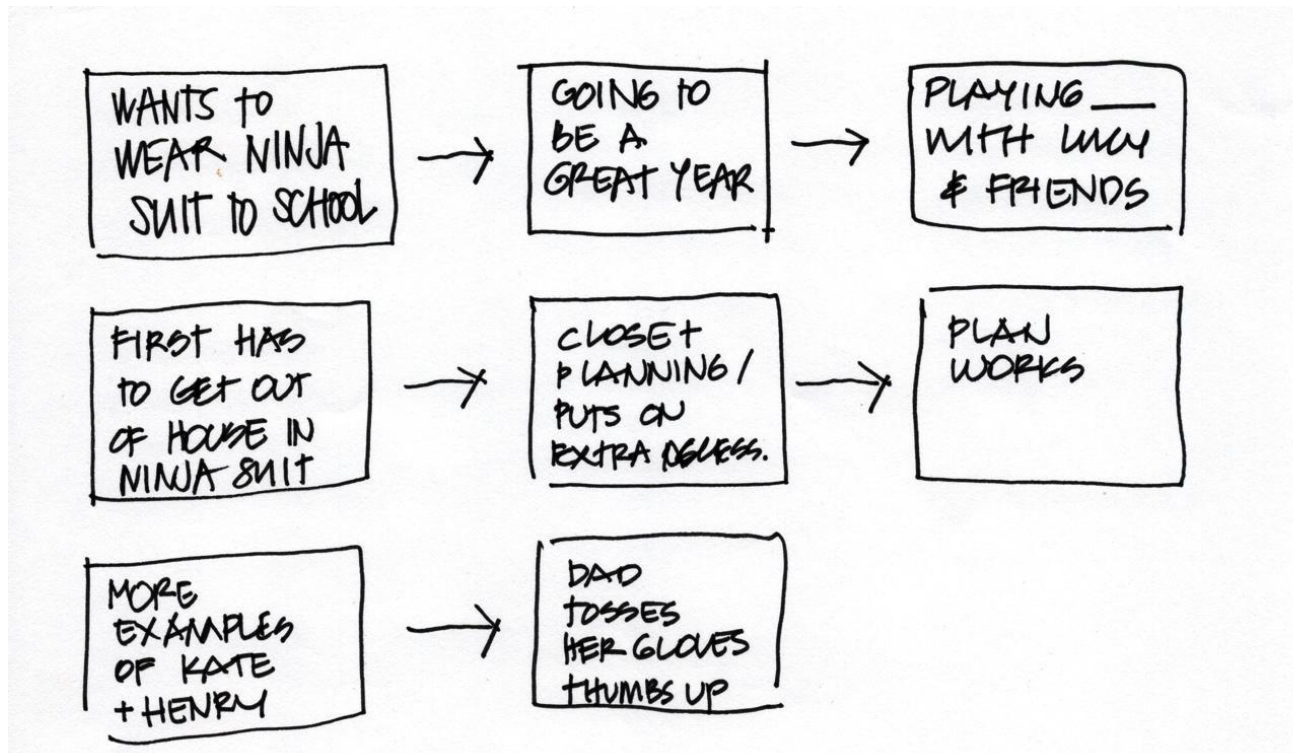 WANTS TO
WEAR NINJA
SUIT TO SCHOOL
GOING TO
BE A
GREAT YEAR
PLAYING ___
WITH LUCY
& FRIENDS
FIRST HAS
TO GET OUT
OF HOUSE IN
NINJA SUIT
CLOSET
PLANNING/
PUTS ON
EXTRA
PLAN
WORKS
MORE
EXAMPLES
OF KATE
+ HENRY
DAD
TOSSES
HER GLOVES
THUMBS UP